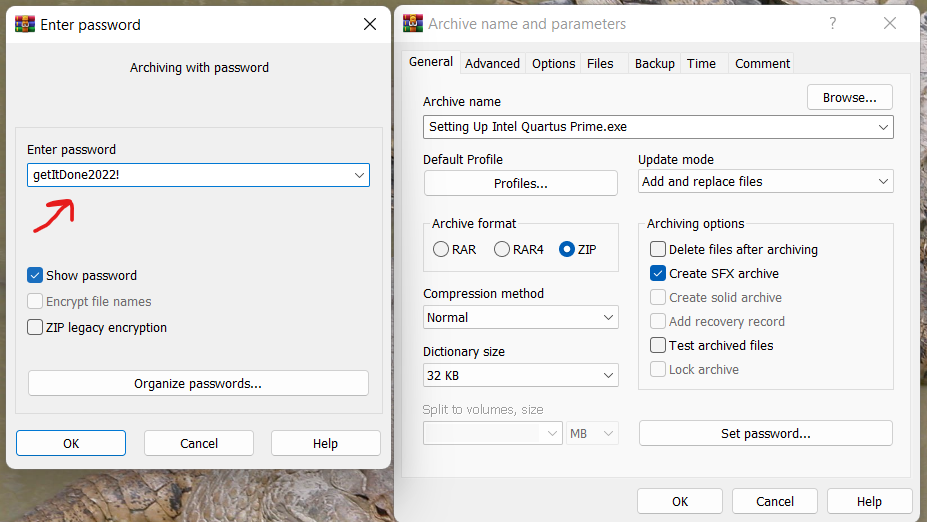 Enter password
Archiving with password
Enter password
getItDone2022!
Show password
Encrypt file names
ZIP legacy encryption
Organize passwords...
OK Cancel Help
Archive name and parameters ?
General Advanced Options Files Backup Time Comment
Archive name
Browse...
Setting Up Intel Quartus Prime.exe
Default Profile
Profiles...
Update mode
Add and replace files
Archive format
RAR RAR4 ZIP
Compression method
Normal
Dictionary size
32 KB
Split to volumes, size
MB
Archiving options
Delete files after archiving
Create SFX archive
Create solid archive
Add recovery record
Test archived files
Lock archive
Set password...
OK Cancel Help